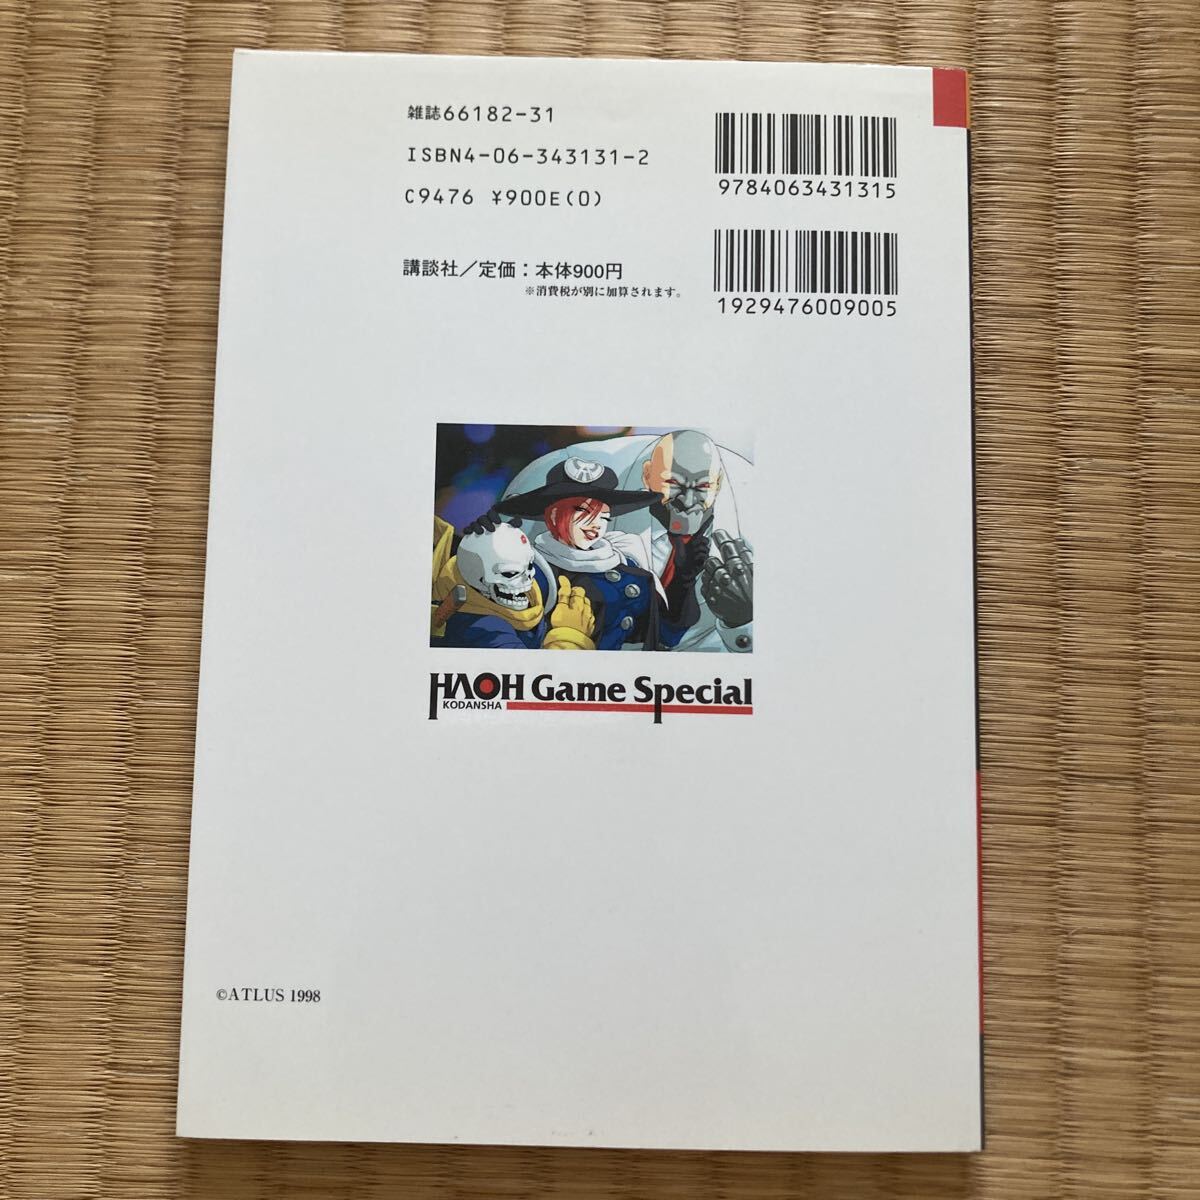 雑誌66182-31
ISBN4-06-343131-2
C9476 ¥900E(0)
9784063431315
講談社／定価：本体900円
※消費税が別に加算されます。
1929476009005
HAOH Game Special
KODANSHA
©ATLUS 1998